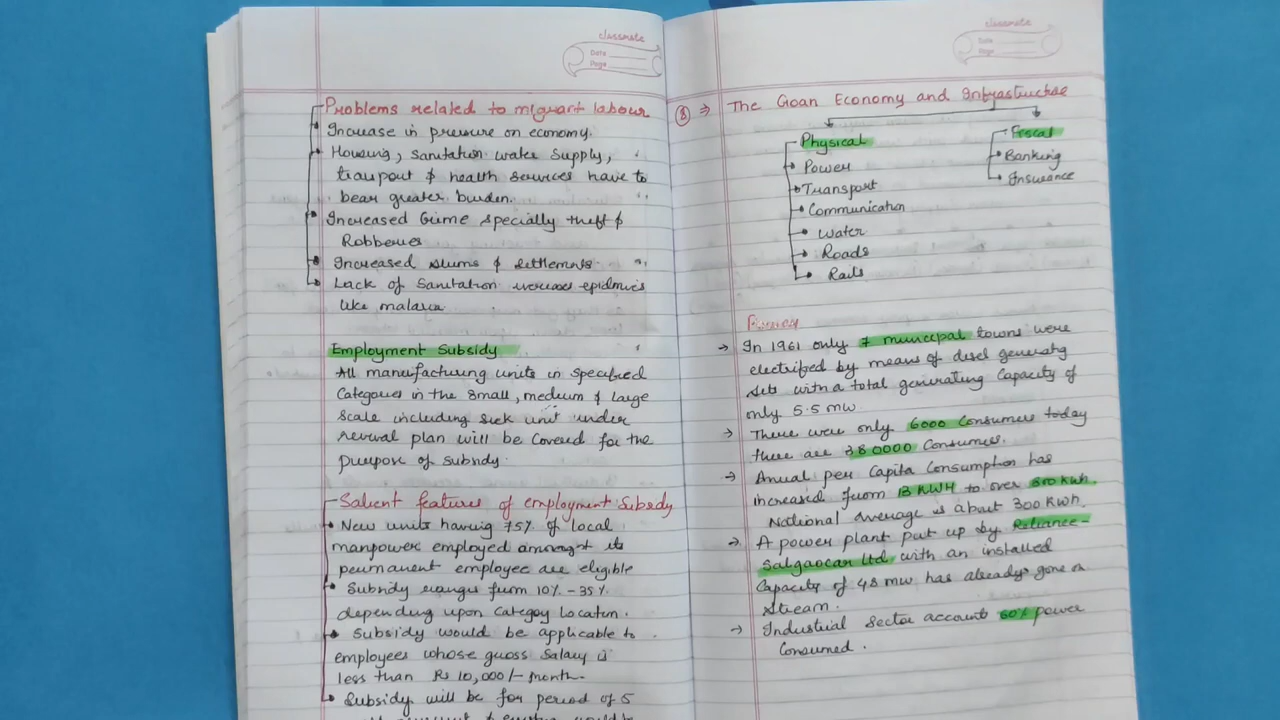 classmate
Date
Page
Problems related to migrant labour
Increase in pressure on economy.
Housing, sanitation water supply,
transport & health services have to
bear greater burden.
Increased Crime specially theft &
Robberies
Increased slums & settlements
Lack of Sanitation increases epidmics
like malaria
Employment Subsidy
All manufacturing units in specified
Categories in the small, medium & large
scale including sick unit under
revival plan will be covered for the
purpose of subsidy.
Salient features of employment Subsidy
New units having 75% of local
manpower employed amongst its
permanent employee are eligible
Subsidy ranges from 10% - 35%
depending upon Category Location.
Subsidy would be applicable to
employees whose gross salary is
less than Rs 10,000/- month.
Subsidy will be for period of 5
classmate
Date
Page
8 ⇒ The Goan Economy and Infrastructure
Physical
Power
Transport
Communication
Water
Roads
Rails
Fiscal
Banking
Insurance
→ In 1961 only 7 municipal towns were
electrified by means of disel generatg
sets with a total generating Capacity of
only 5.5 mw
→ There were only 6000 Consumers today
there are 380000 Consumers.
→ Anual per Capita Consumption has
increased from 13 KWH to over 600 kWh.
National average is about 300 kWh
→ A power plant put up by Reliance-
Salgaocar Ltd. with an installed
Capacity of 48 mw has already gone on
stream.
→ Industrial Sector account 60% power
Consumed.